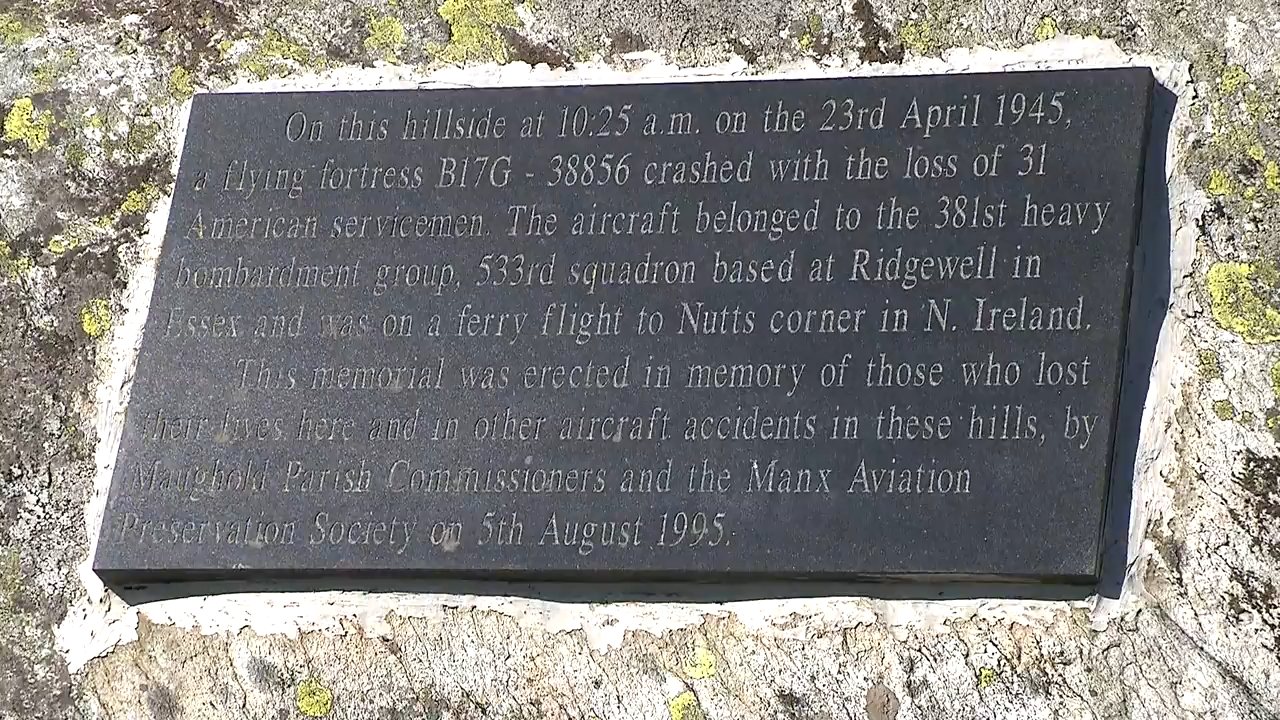 On this hillside at 10:25 a.m. on the 23rd April 1945,
a flying fortress B17G - 38856 crashed with the loss of 31
American servicemen. The aircraft belonged to the 381st heavy
bombardment group, 533rd squadron based at Ridgewell in
Essex and was on a ferry flight to Nutts corner in N. Ireland.
This memorial was erected in memory of those who lost
their lives here and in other aircraft accidents in these hills, by
Maughold Parish Commissioners and the Manx Aviation
Preservation Society on 5th August 1995.